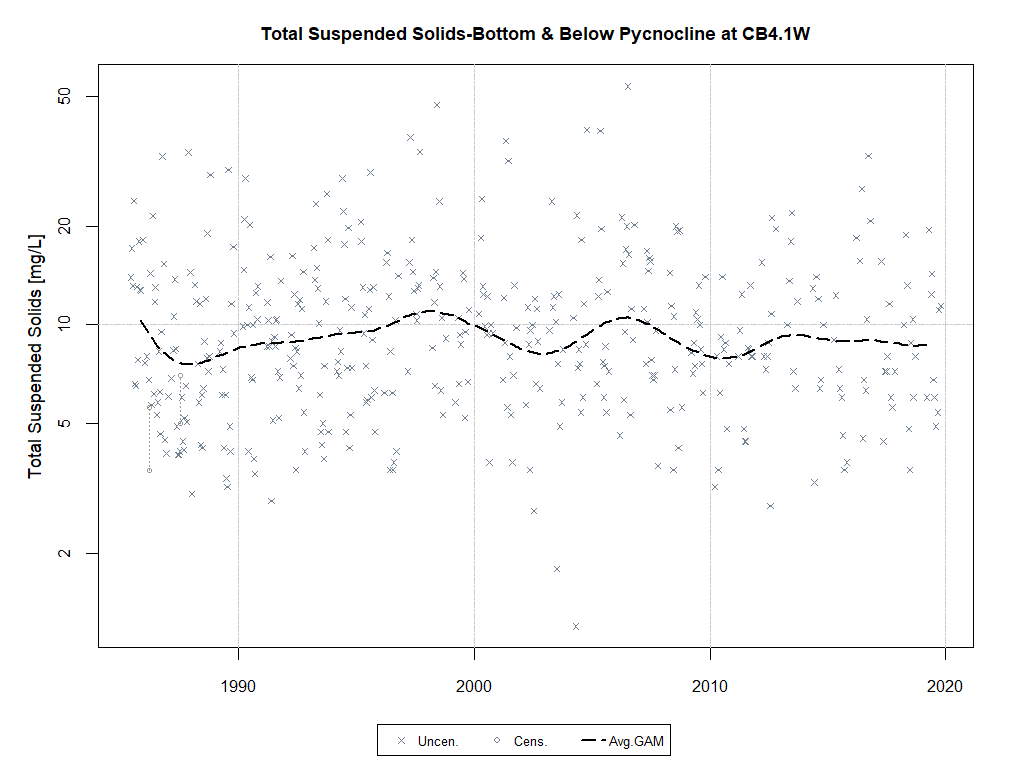 Total Suspended Solids-Bottom & Below Pycnocline at CB4.1W
Total Suspended Solids [mg/L]
50
20
10
5
2
1990
2000
2010
2020
Uncen.
Cens.
Avg.GAM